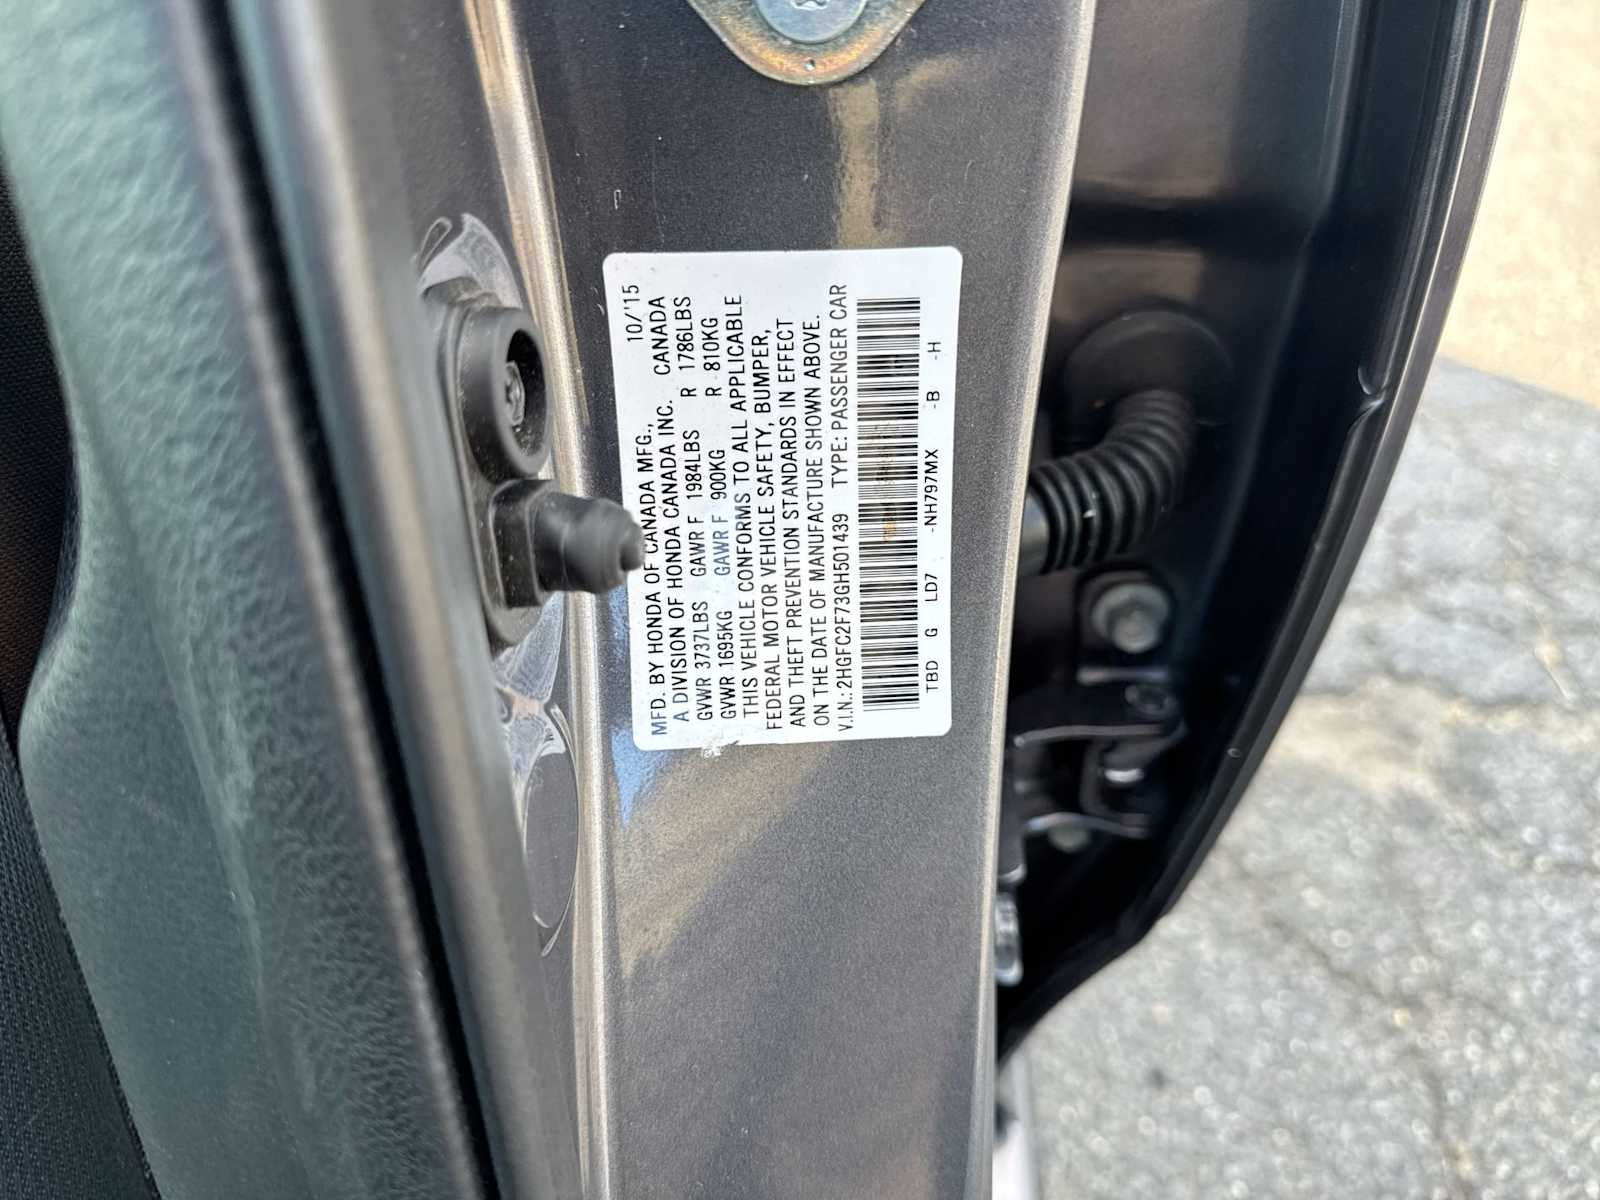 MFD. BY HONDA OF CANADA MFG., 10/'15
A DIVISION OF HONDA CANADA INC. CANADA
GVWR 3737LBS GAWR F 1984LBS R 1786LBS
GVWR 1695KG GAWR F 900KG R 810KG
THIS VEHICLE CONFORMS TO ALL APPLICABLE
FEDERAL MOTOR VEHICLE SAFETY, BUMPER,
AND THEFT PREVENTION STANDARDS IN EFFECT
ON THE DATE OF MANUFACTURE SHOWN ABOVE.
V.I.N.: 2HGFC2F73GH501439 TYPE: PASSENGER CAR
TBD G LD7 -NH797MX -B -H